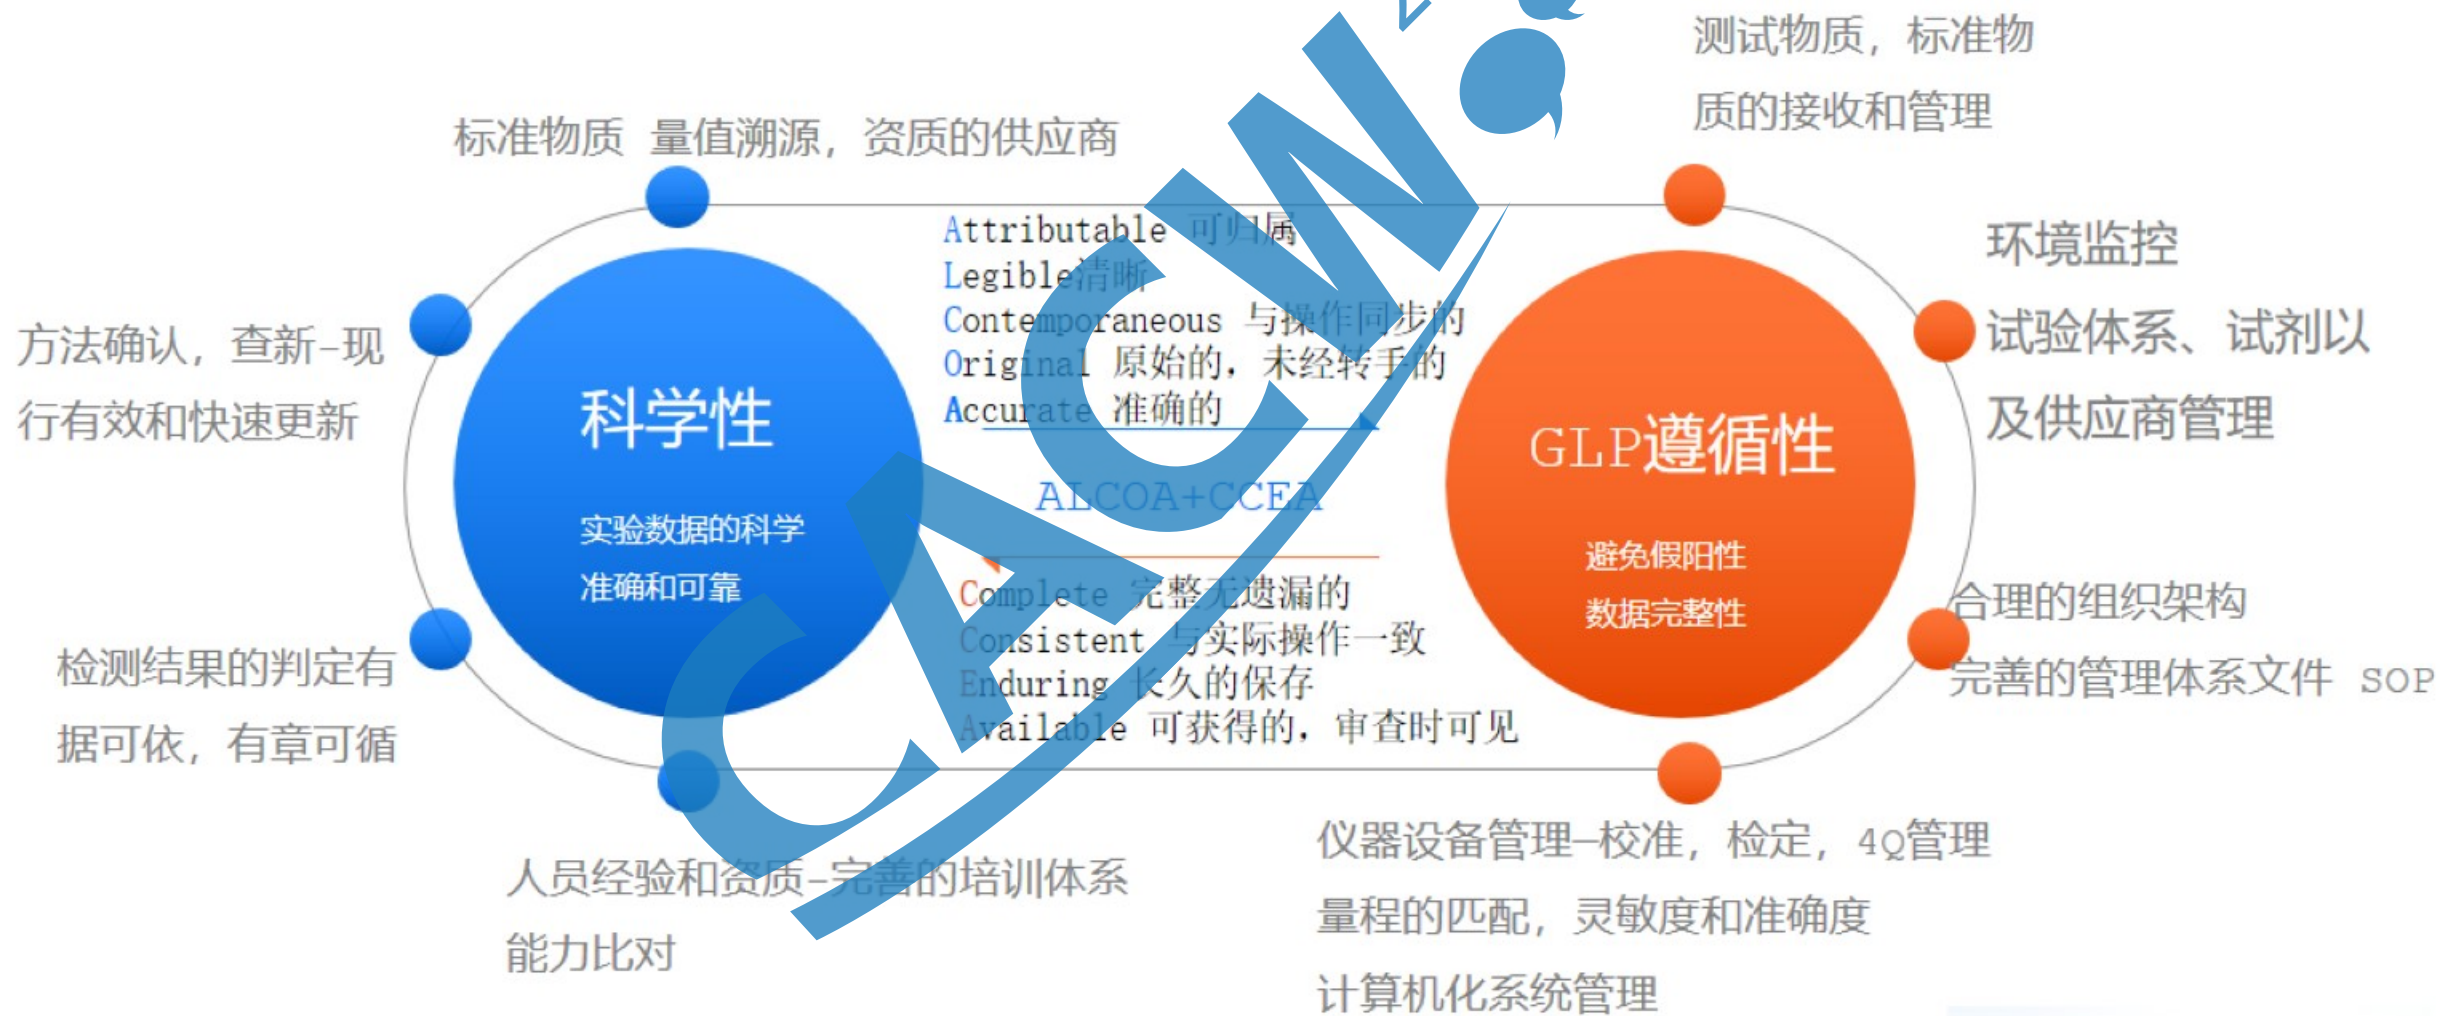 测试物质，标准物
质的接收和管理
标准物质 量值溯源，资质的供应商
环境监控
试验体系、试剂以
及供应商管理
方法确认，查新-现
行有效和快速更新
Attributable 可归属
Legible清晰
Contemporaneous 与操作同步的
Original 原始的，未经转手的
Accurate 准确的
科学性
实验数据的科学
准确和可靠
ALCOA+CCEA
GLP遵循性
避免假阳性
数据完整性
Complete 完整无遗漏的
Consistent 与实际操作一致
Enduring 长久的保存
Available 可获得的，审查时可见
合理的组织架构
完善的管理体系文件 SOP
检测结果的判定有
据可依，有章可循
人员经验和资质-完善的培训体系
能力比对
仪器设备管理—校准，检定，4Q管理
量程的匹配，灵敏度和准确度
计算机化系统管理
CACW